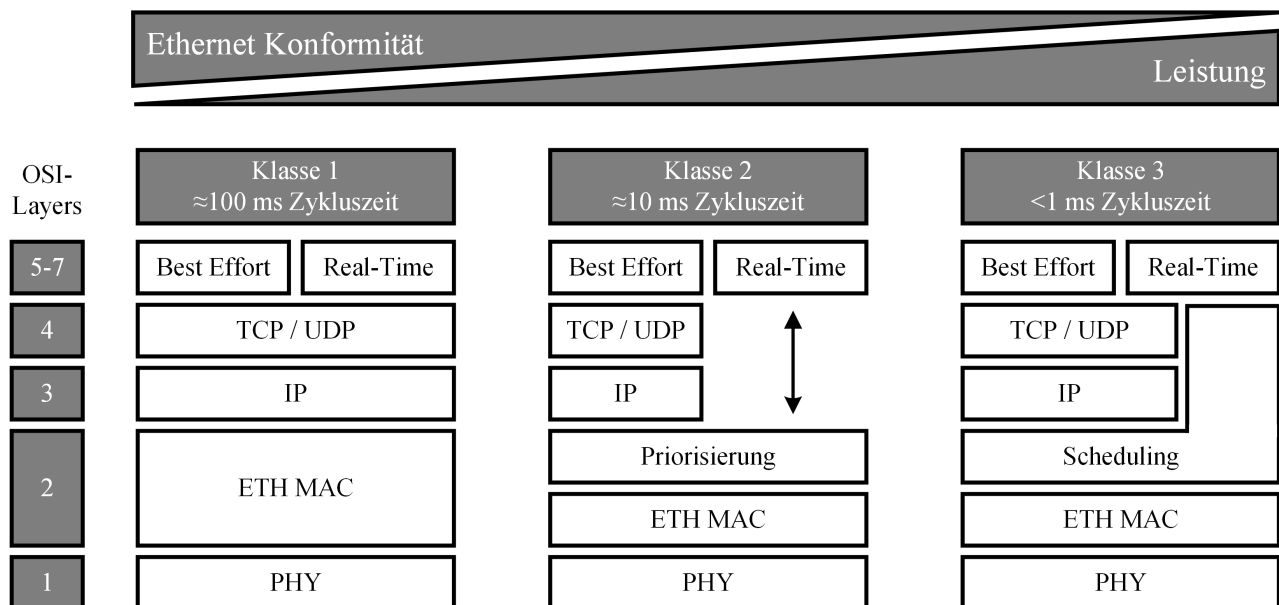 Ethernet Konformität
Leistung
OSI-
Layers
Klasse 1
≈100 ms Zykluszeit
Klasse 2
≈10 ms Zykluszeit
Klasse 3
<1 ms Zykluszeit
5-7
Best Effort
Real-Time
Best Effort
Real-Time
Best Effort
Real-Time
4
TCP / UDP
TCP / UDP
TCP / UDP
3
IP
IP
IP
2
ETH MAC
Priorisierung
ETH MAC
Scheduling
ETH MAC
1
PHY
PHY
PHY